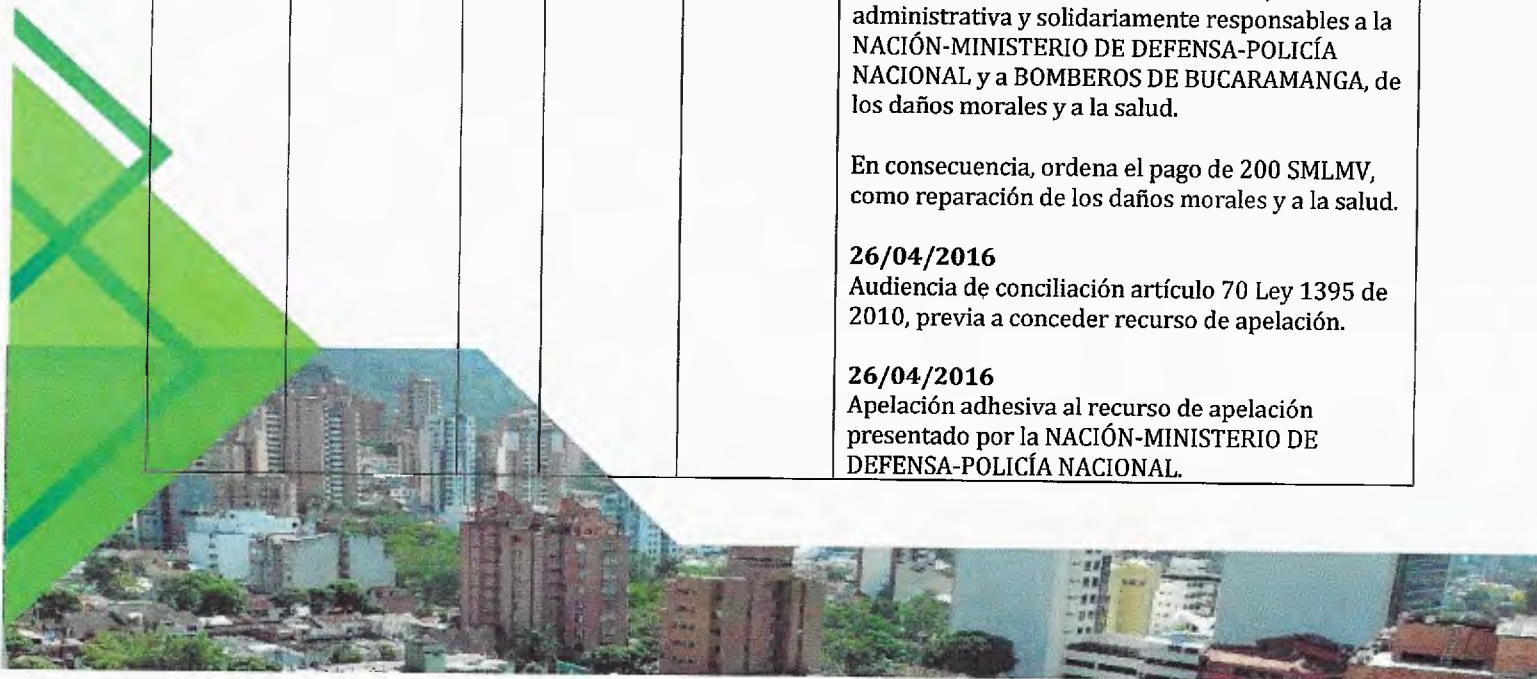 administrativa y solidariamente responsables a la
NACIÓN-MINISTERIO DE DEFENSA-POLICÍA
NACIONAL y a BOMBEROS DE BUCARAMANGA, de
los daños morales y a la salud.
En consecuencia, ordena el pago de 200 SMLMV,
como reparación de los daños morales y a la salud.
26/04/2016
Audiencia de conciliación artículo 70 Ley 1395 de
2010, previa a conceder recurso de apelación.
26/04/2016
Apelación adhesiva al recurso de apelación
presentado por la NACIÓN-MINISTERIO DE
DEFENSA-POLICÍA NACIONAL.